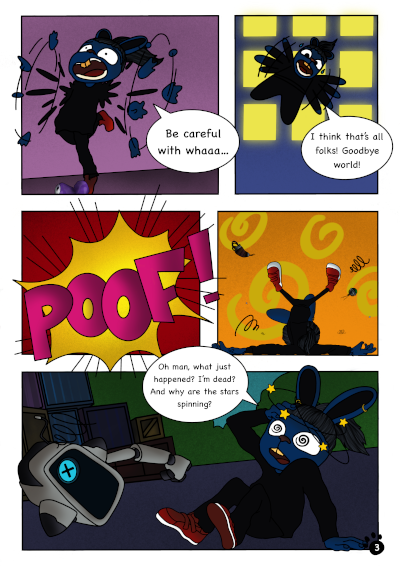 Be careful
with whaaa...
I think that's all
folks! Goodbye
world!
POOF!
Oh man, what just
happened? I'm dead?
And why are the stars
spinning?
3